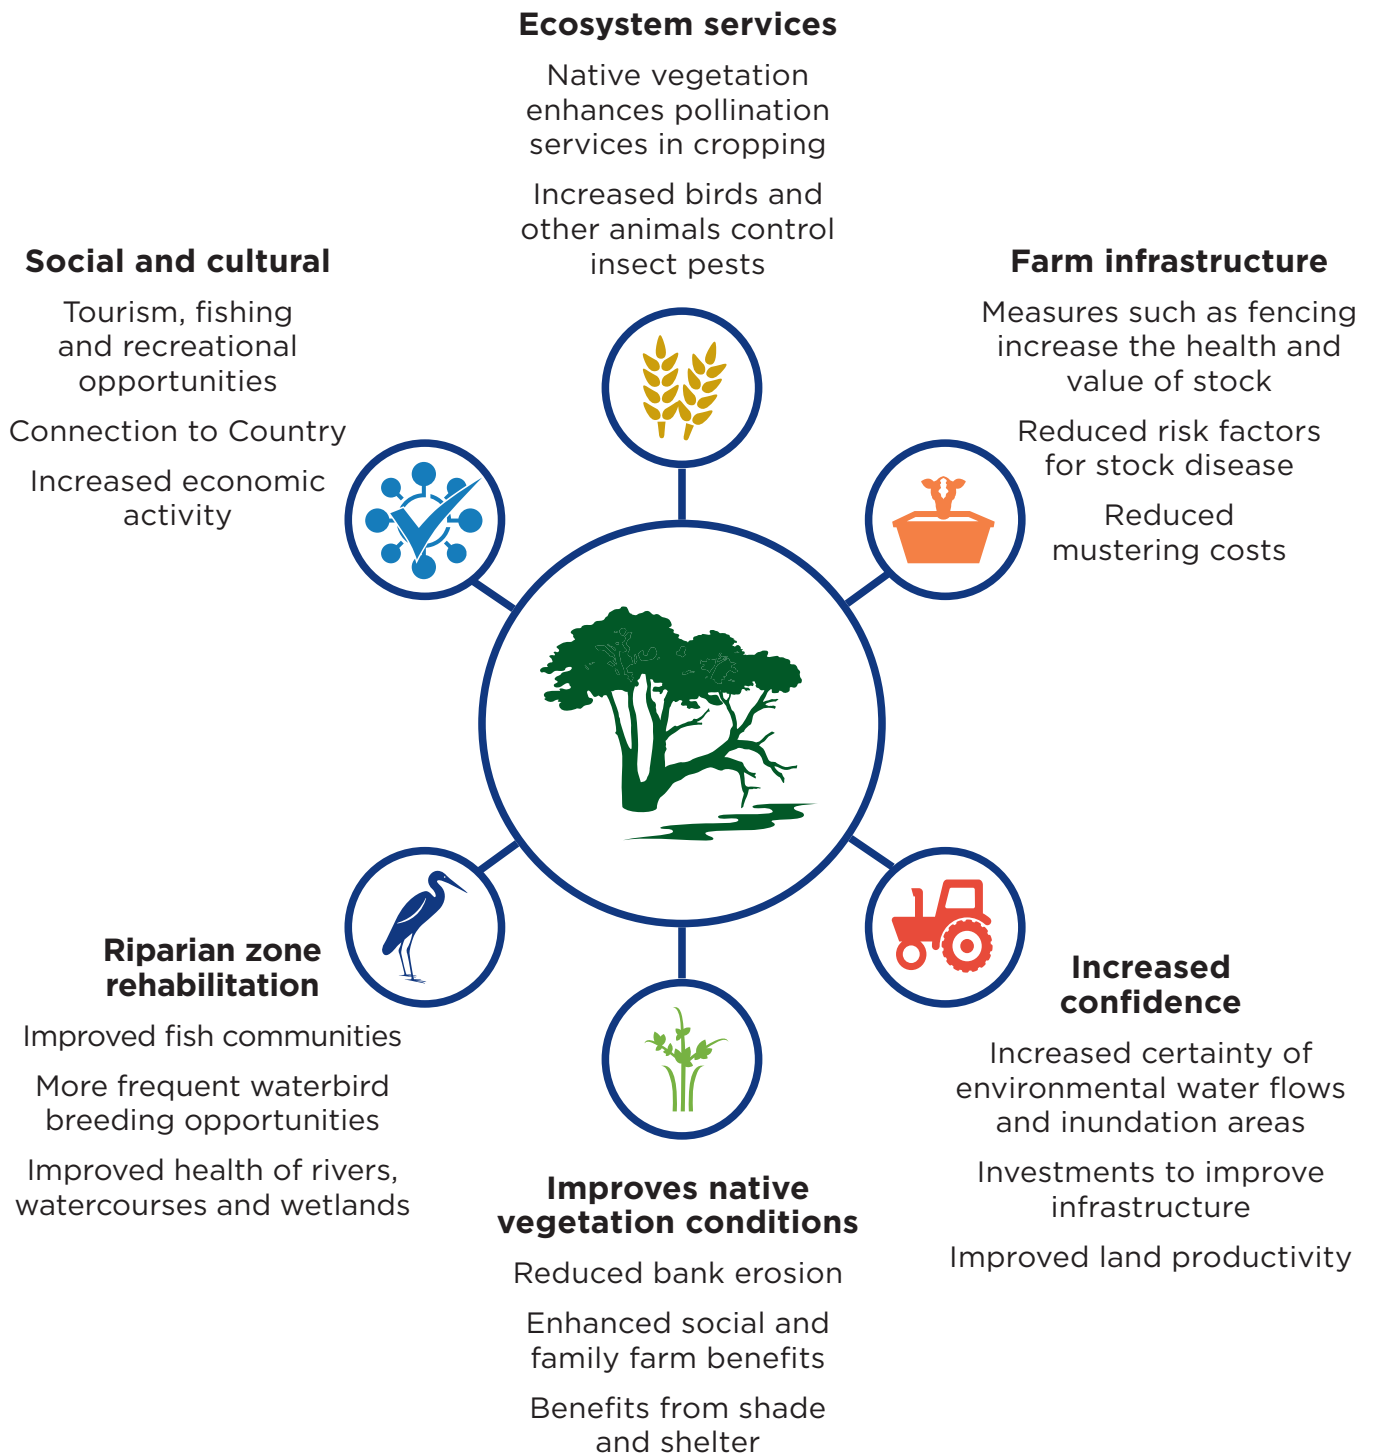 Ecosystem services
Native vegetation
enhances pollination
services in cropping
Increased birds and
other animals control
insect pests
Social and cultural
Tourism, fishing
and recreational
opportunities
Connection to Country
Increased economic
activity
Farm infrastructure
Measures such as fencing
increase the health and
value of stock
Reduced risk factors
for stock disease
Reduced
mustering costs
Riparian zone
rehabilitation
Improved fish communities
More frequent waterbird
breeding opportunities
Improved health of rivers,
watercourses and wetlands
Improves native
vegetation conditions
Reduced bank erosion
Enhanced social and
family farm benefits
Benefits from shade
and shelter
Increased
confidence
Increased certainty of
environmental water flows
and inundation areas
Investments to improve
infrastructure
Improved land productivity